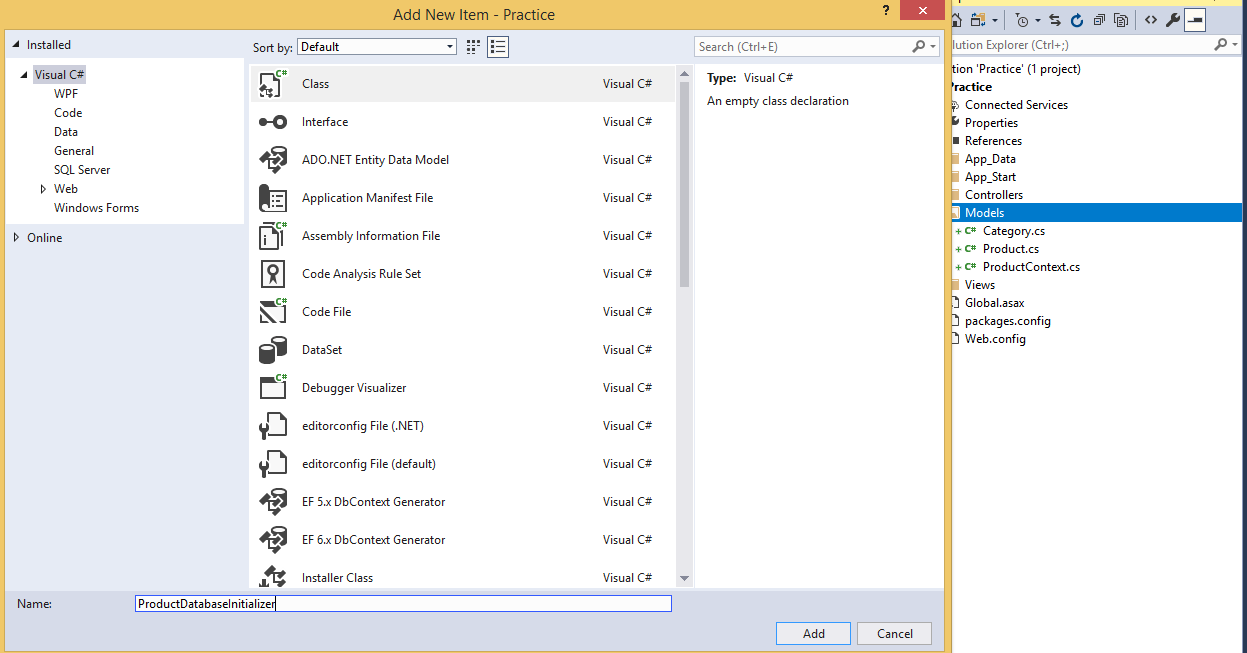 Add New Item - Practice
?
Installed
Visual C#
WPF
Code
Data
General
SQL Server
Web
Windows Forms
Online
Sort by: Default
Class Visual C#
Interface Visual C#
ADO.NET Entity Data Model Visual C#
Application Manifest File Visual C#
Assembly Information File Visual C#
Code Analysis Rule Set Visual C#
Code File Visual C#
DataSet Visual C#
Debugger Visualizer Visual C#
editorconfig File (.NET) Visual C#
editorconfig File (default) Visual C#
EF 5.x DbContext Generator Visual C#
EF 6.x DbContext Generator Visual C#
Installer Class Visual C#
Search (Ctrl+E)
Type: Visual C#
An empty class declaration
Name: ProductDatabaseInitializer
Add Cancel
lution Explorer (Ctrl+;)
tion 'Practice' (1 project)
Practice
Connected Services
Properties
References
App_Data
App_Start
Controllers
Models
+ C# Category.cs
+ C# Product.cs
+ C# ProductContext.cs
Views
Global.asax
packages.config
Web.config